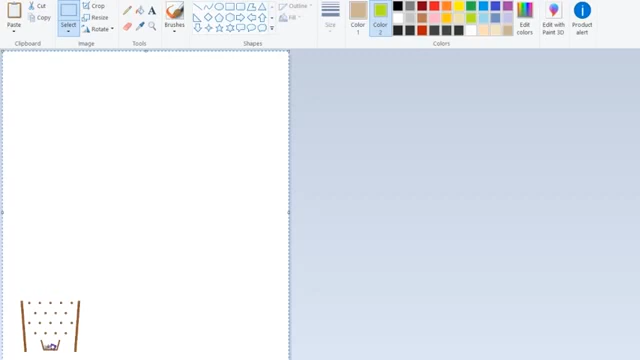 Paste
Cut
Copy
Clipboard
Select
Crop
Resize
Rotate
Image
A
Tools
Brushes
Outline
Fill
Shapes
Size
Color 1
Color 2
Edit colors
Colors
Edit with Paint 3D
Product alert